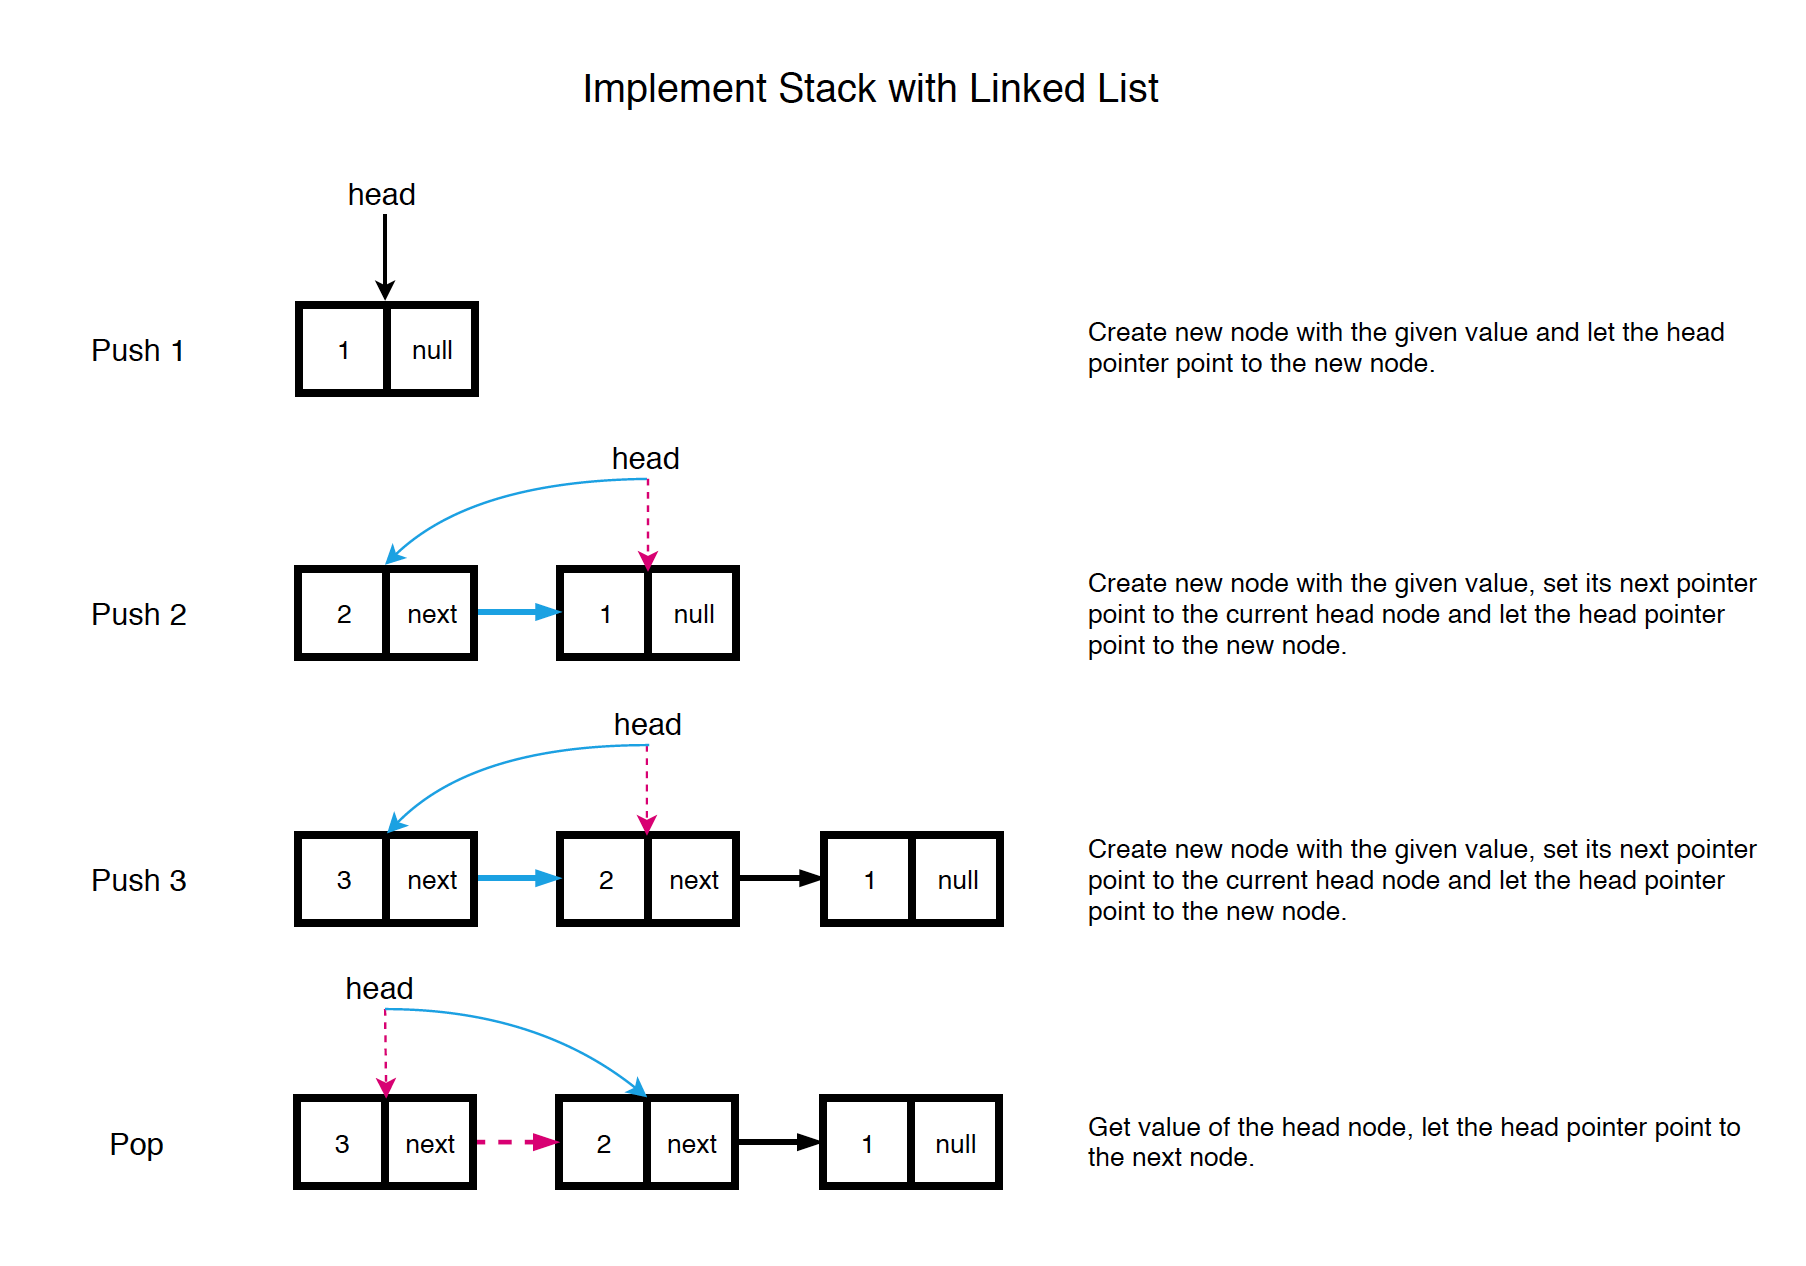 Implement Stack with Linked List
head
Push 1
1
null
Create new node with the given value and let the head
pointer point to the new node.
head
Push 2
2
next
1
null
Create new node with the given value, set its next pointer
point to the current head node and let the head pointer
point to the new node.
head
Push 3
3
next
2
next
1
null
Create new node with the given value, set its next pointer
point to the current head node and let the head pointer
point to the new node.
head
Pop
3
next
2
next
1
null
Get value of the head node, let the head pointer point to
the next node.